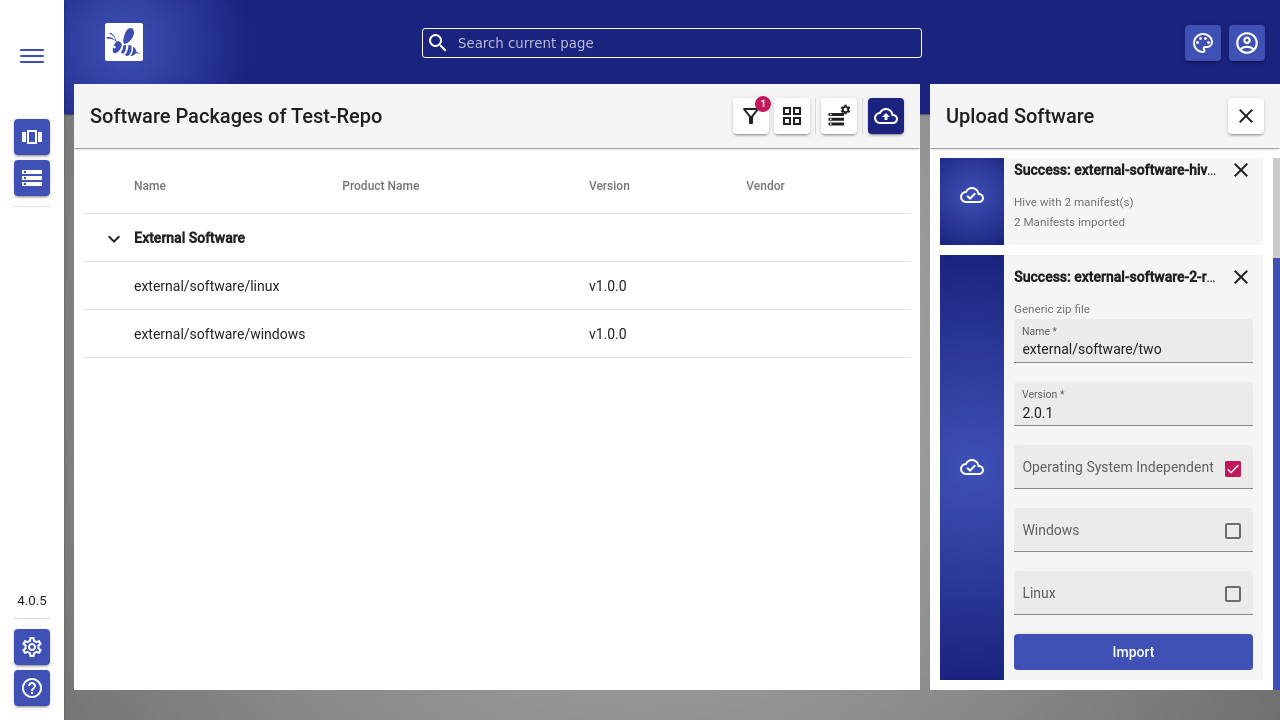 Search current page
Software Packages of Test-Repo
1
Upload Software
Name Product Name Version Vendor
External Software
external/software/linux v1.0.0
external/software/windows v1.0.0
Success: external-software-hiv...
Hive with 2 manifest(s)
2 Manifests imported
Success: external-software-2-r...
Generic zip file
Name *
external/software/two
Version *
2.0.1
Operating System Independent
Windows
Linux
Import
4.0.5